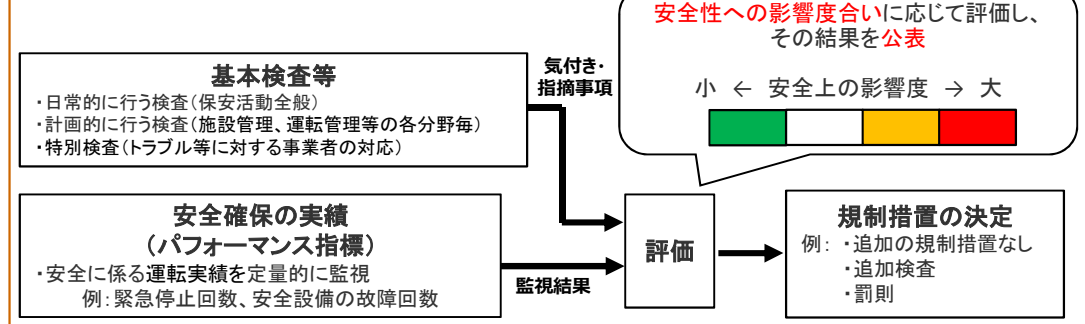 安全性への影響度合いに応じて評価し、
その結果を公表
小 ← 安全上の影響度 → 大
基本検査等
・日常的に行う検査（保安活動全般）
・計画的に行う検査（施設管理、運転管理等の各分野毎）
・特別検査（トラブル等に対する事業者の対応）
気付き・
指摘事項
安全確保の実績
（パフォーマンス指標）
・安全に係る運転実績を定量的に監視
例：緊急停止回数、安全設備の故障回数
監視結果
評価
規制措置の決定
例： ・追加の規制措置なし
・追加検査
・罰則